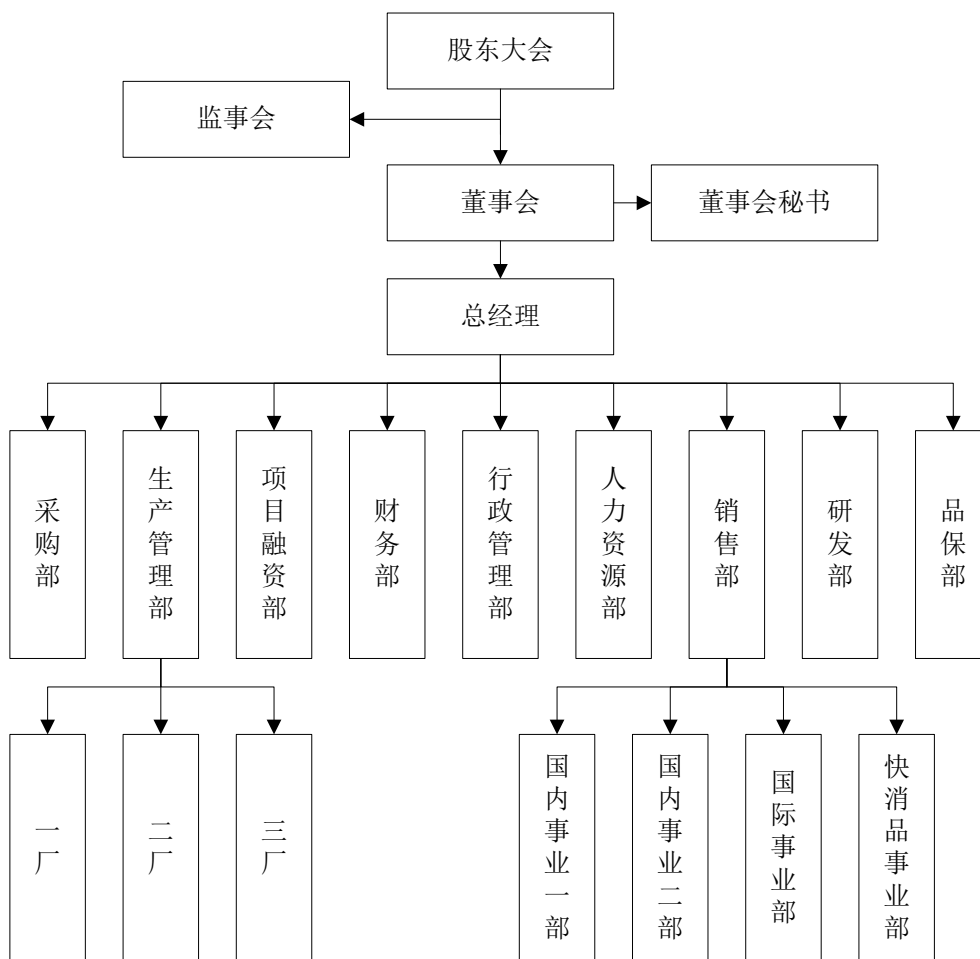 股东大会
监事会
董事会
董事会秘书
总经理
采购部
生产管理部
项目融资部
财务部
行政管理部
人力资源部
销售部
研发部
品保部
一厂
二厂
三厂
国内事业一部
国内事业二部
国际事业部
快消品事业部